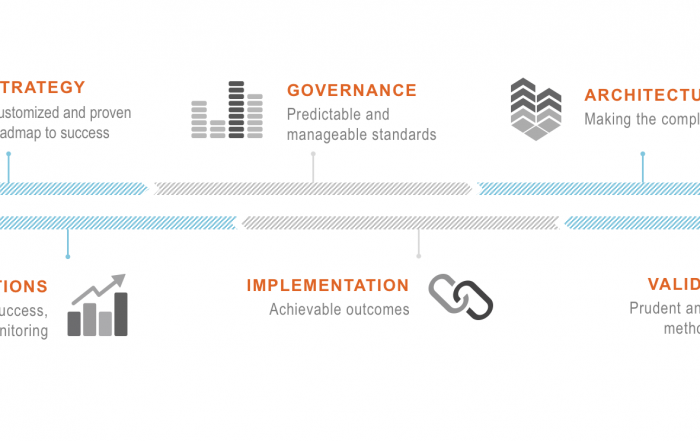 TRATEGY
ustomized and proven
admap to success
GOVERNANCE
Predictable and
manageable standards
ARCHITECTU
Making the compl
TIONS
uccess,
nitoring
IMPLEMENTATION
Achievable outcomes
VALID
Prudent an
metho